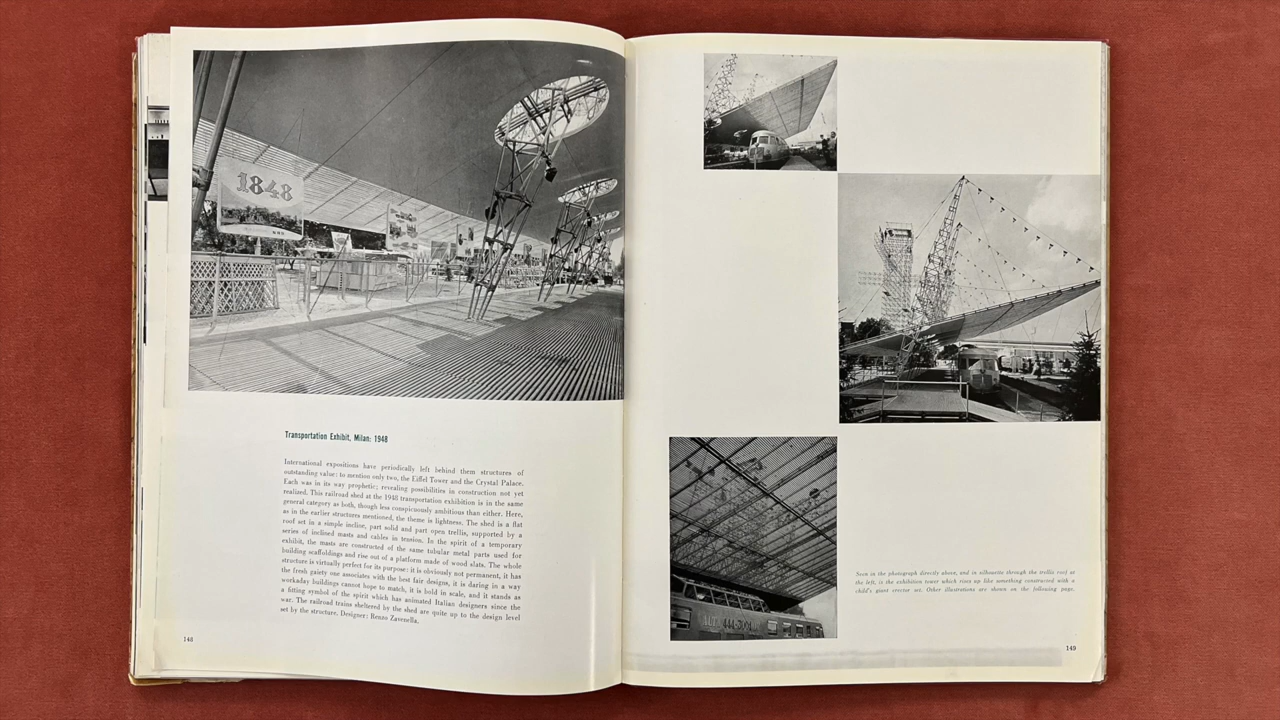 1848
Transportation Exhibit, Milan: 1948
International expositions have periodically left behind them structures of
outstanding value: to mention only two, the Eiffel Tower and the Crystal Palace.
Each was in its way prophetic; revealing possibilities in construction not yet
realized. This railroad shed at the 1948 transportation exhibition is in the same
general category as both, though less conspicuously ambitious than either. Here,
as in the earlier structures mentioned, the theme is lightness. The shed is a flat
roof set in a simple incline, part solid and part open trellis, supported by a
series of inclined masts and cables in tension. In the spirit of a temporary
exhibit, the masts are constructed of the same tubular metal parts used for
building scaffoldings and rise out of a platform made of wood slats. The whole
structure is virtually perfect for its purpose: it is obviously not permanent, it has
the fresh gaiety one associates with the best fair designs, it is daring in a way
workaday buildings cannot hope to match, it is bold in scale, and it stands as
a fitting symbol of the spirit which has animated Italian designers since the
war. The railroad trains sheltered by the shed are quite up to the design level
set by the structure. Designer: Renzo Zavenella.
148
Seen in the photograph directly above, and in silhouette through the trellis roof at
the left, is the exhibition tower which rises up like something constructed with a
child's giant erector set. Other illustrations are shown on the following page.
149